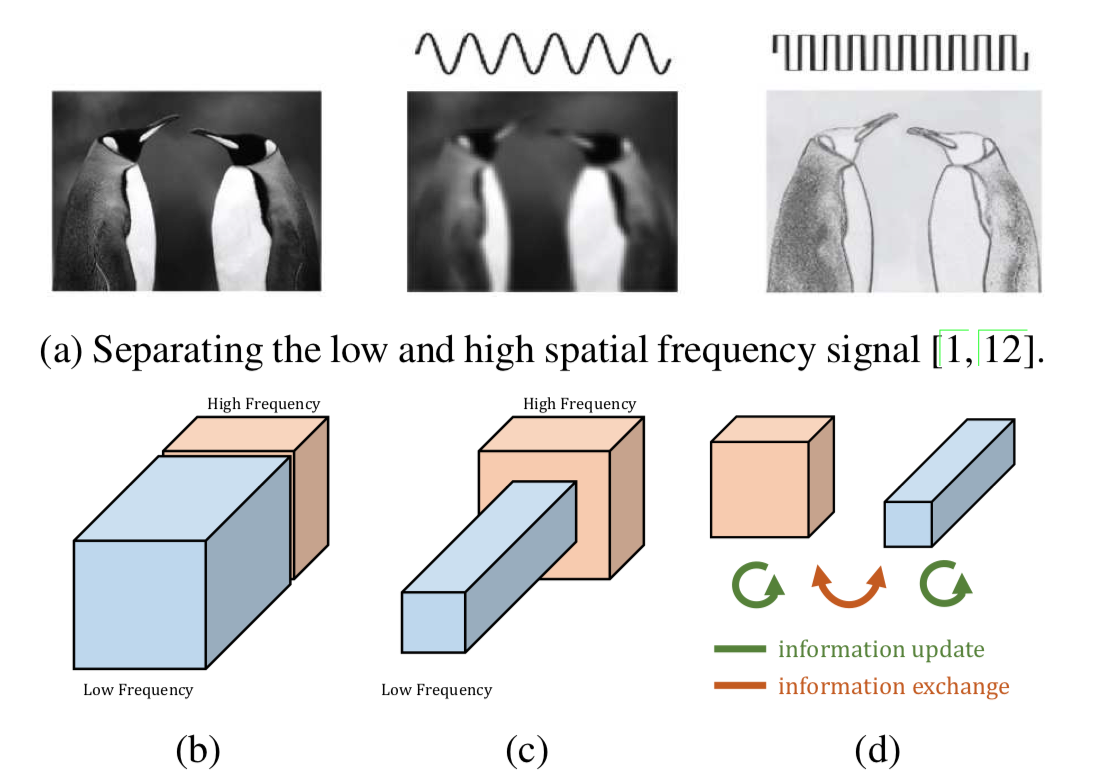 (a) Separating the low and high spatial frequency signal [1, 12].
High Frequency
Low Frequency
(b)
High Frequency
Low Frequency
(c)
information update
information exchange
(d)